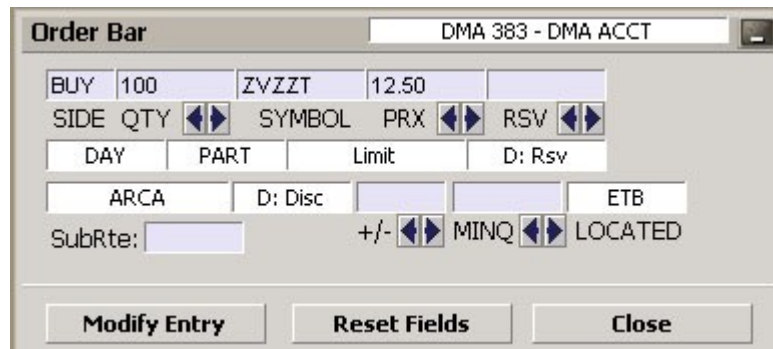 Order Bar DMA 383 - DMA ACCT
BUY 100 ZVZZT 12.50
SIDE QTY SYMBOL PRX RSV
DAY PART Limit D: Rsv
ARCA D: Disc ETB
SubRte: +/- MINQ LOCATED
Modify Entry Reset Fields Close